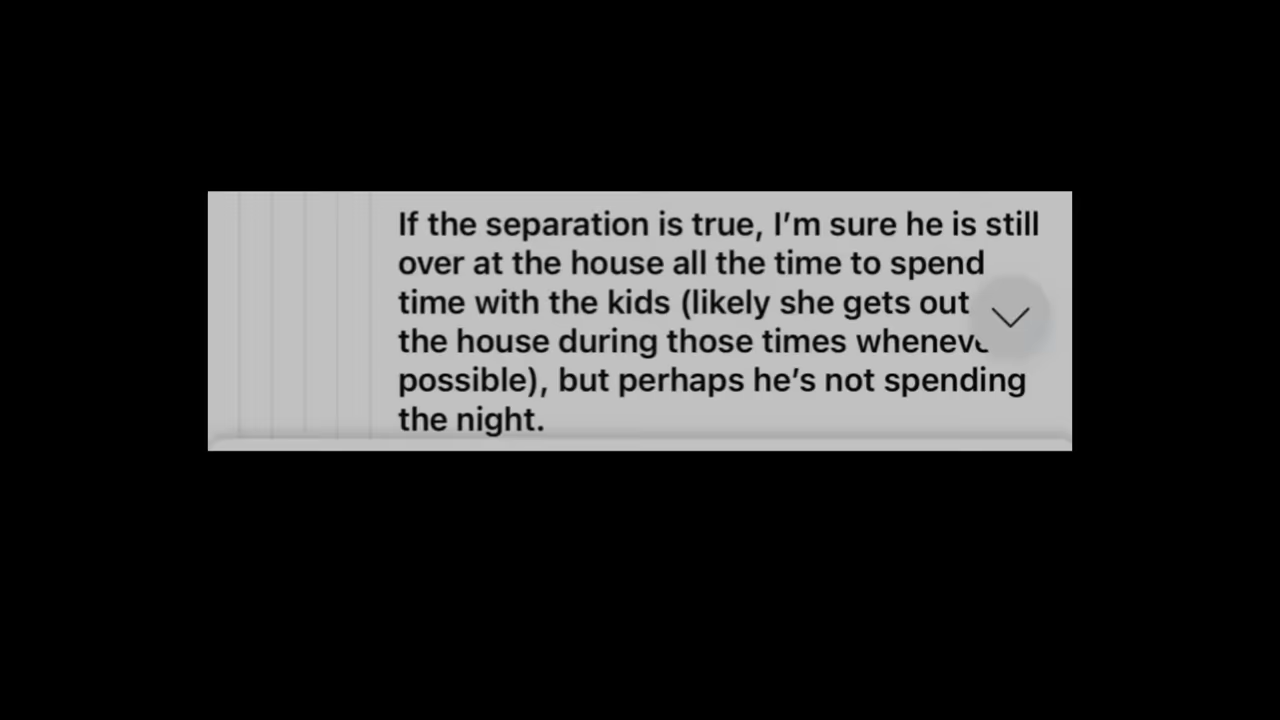 If the separation is true, I’m sure he is still
over at the house all the time to spend
time with the kids (likely she gets out
the house during those times
possible), but perhaps he’s not spending
the night.